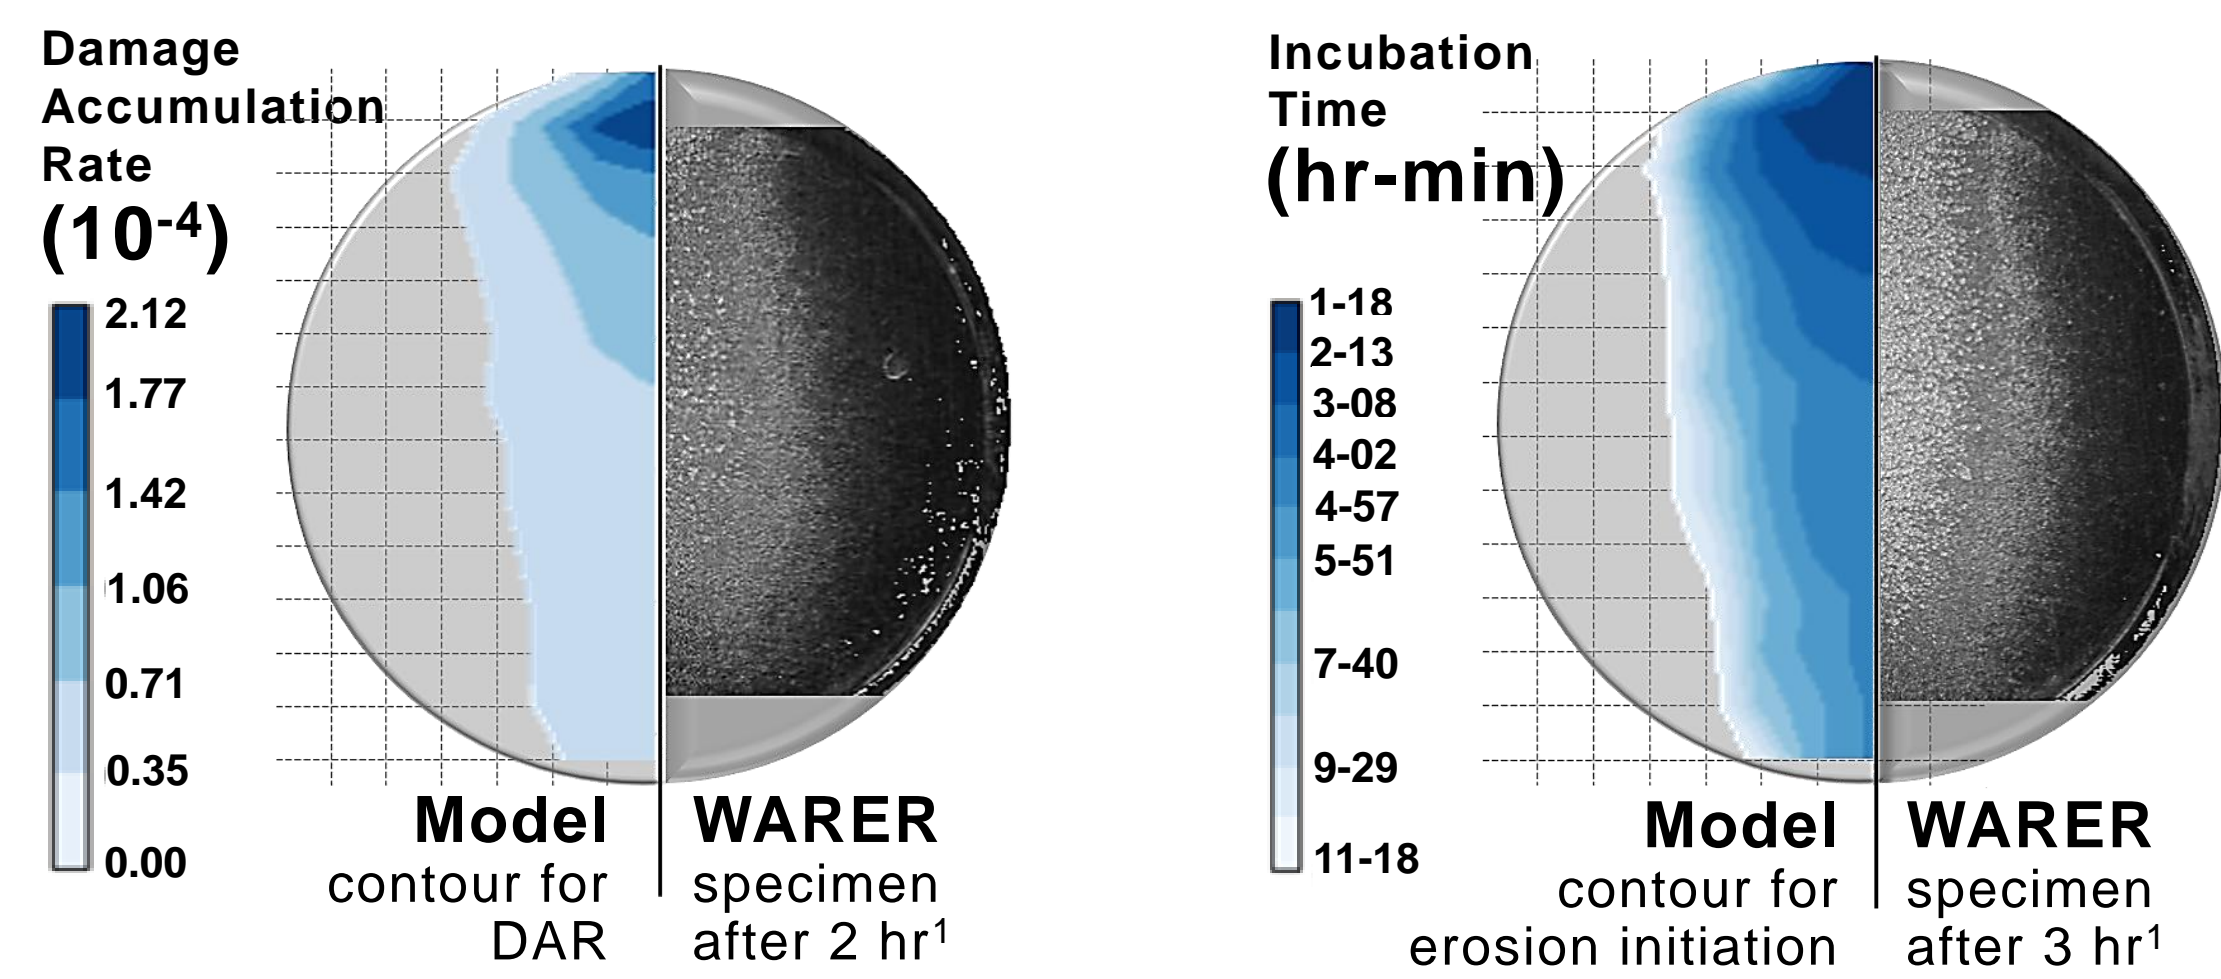 Damage
Accumulation
Rate
(10-4)
2.12
1.77
1.42
1.06
0.71
0.35
0.00
Model
contour for
DAR
WARER
specimen
after 2 hr1
Incubation
Time
(hr-min)
1-18
2-13
3-08
4-02
4-57
5-51
7-40
9-29
11-18
Model
contour for
erosion initiation
WARER
specimen
after 3 hr1